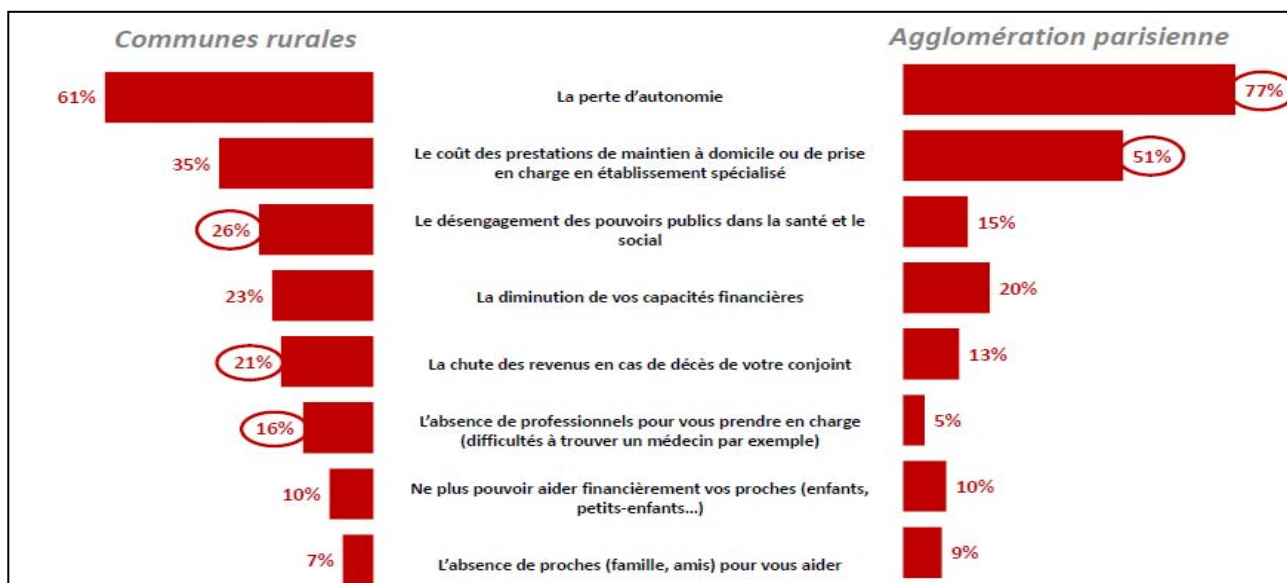 Communes rurales
Agglomération parisienne
61%
La perte d'autonomie
77%
35%
Le coût des prestations de maintien à domicile ou de prise
en charge en établissement spécialisé
51%
26%
Le désengagement des pouvoirs publics dans la santé et le
social
15%
23%
La diminution de vos capacités financières
20%
21%
La chute des revenus en cas de décès de votre conjoint
13%
16%
L'absence de professionnels pour vous prendre en charge
(difficultés à trouver un médecin par exemple)
5%
10%
Ne plus pouvoir aider financièrement vos proches (enfants,
petits-enfants...)
10%
7%
L'absence de proches (famille, amis) pour vous aider
9%